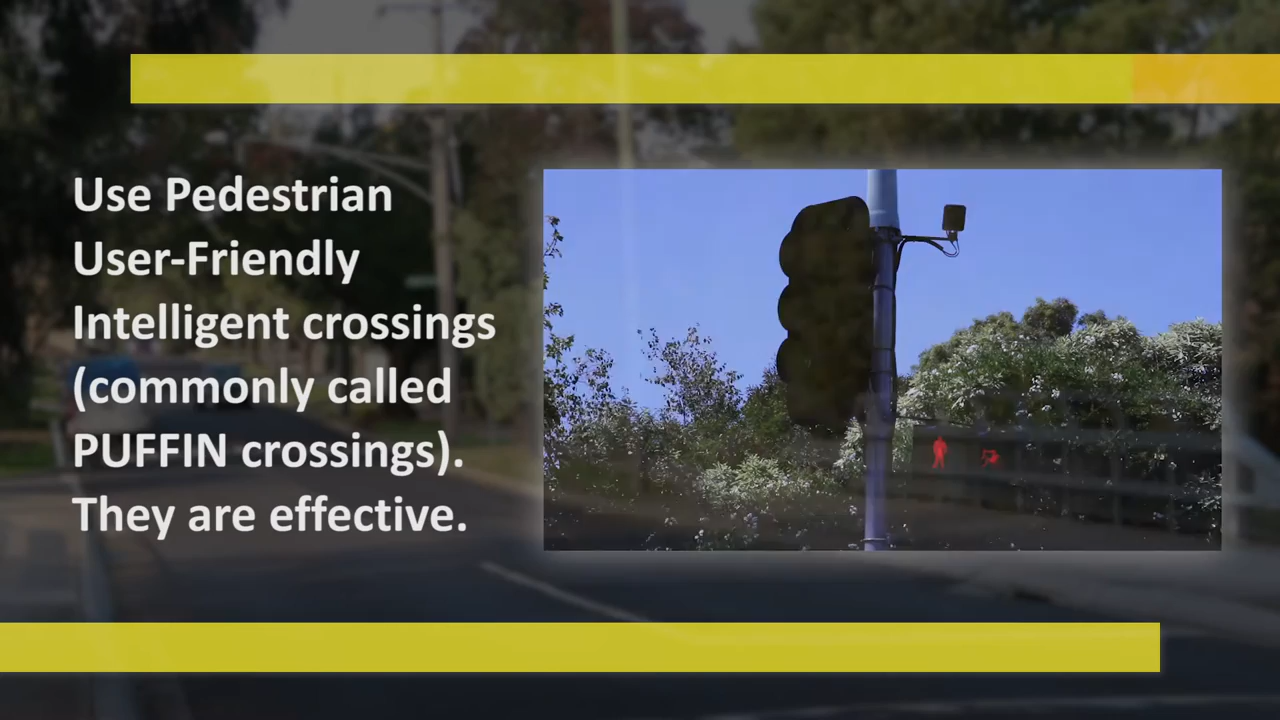 Use Pedestrian
User-Friendly
Intelligent crossings
(commonly called
PUFFIN crossings).
They are effective.